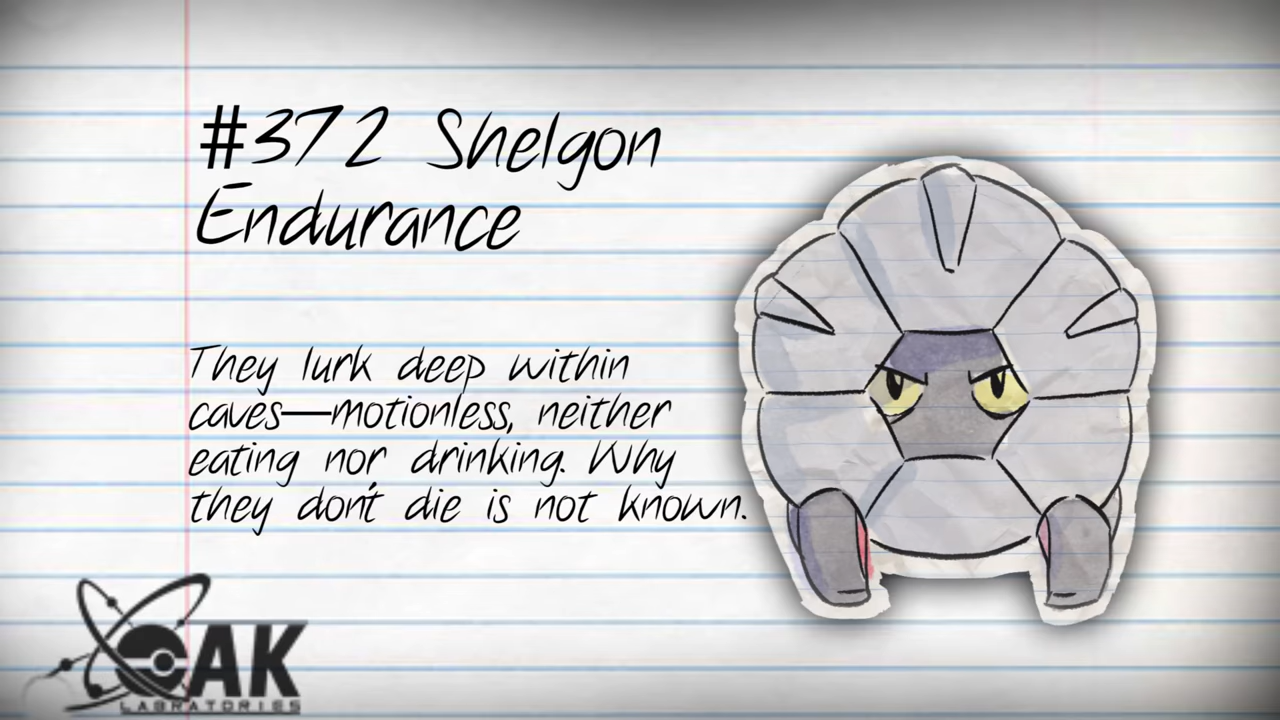 #372 Shelgon
Endurance
They lurk deep within
caves—motionless, neither
eating nor drinking. Why
they don't die is not known.
OAK
LABRATORIES